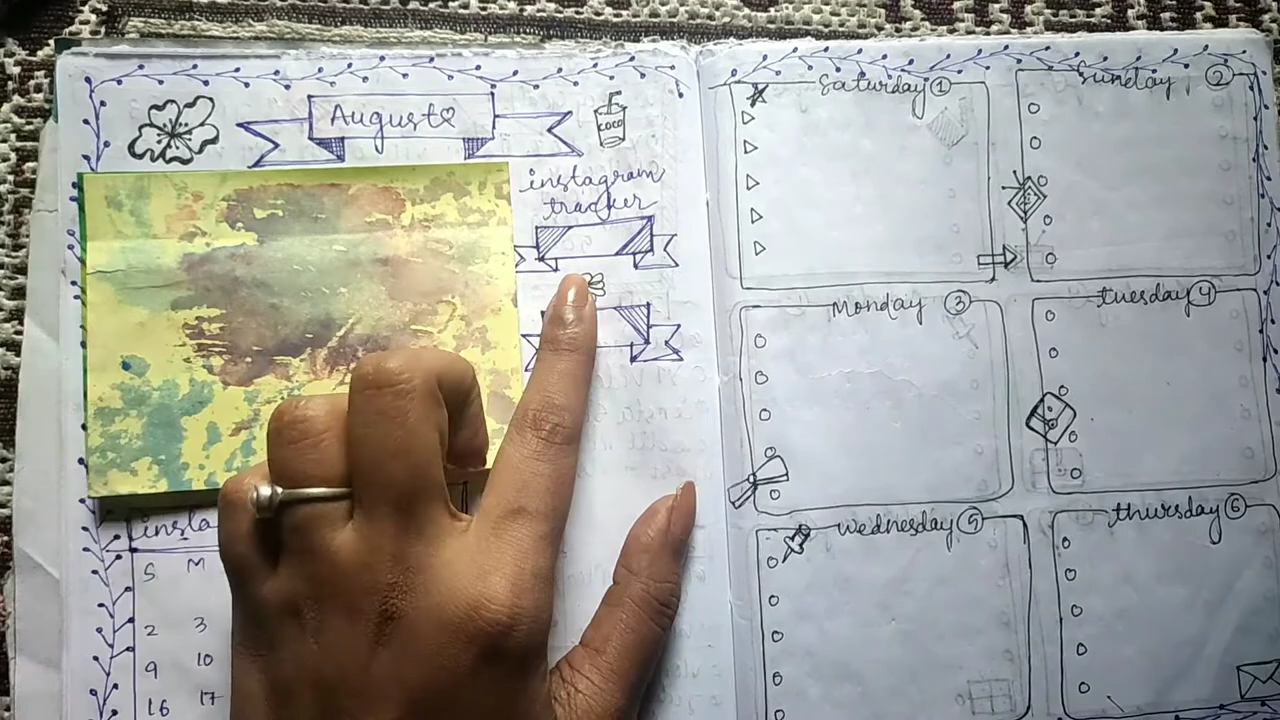 August
COCO
instagram
tracker
insta
S M
2 3
9 10
16 17
Saturday 1
Sunday 2
Monday 3
tuesday 4
wednesday 5
thursday 6